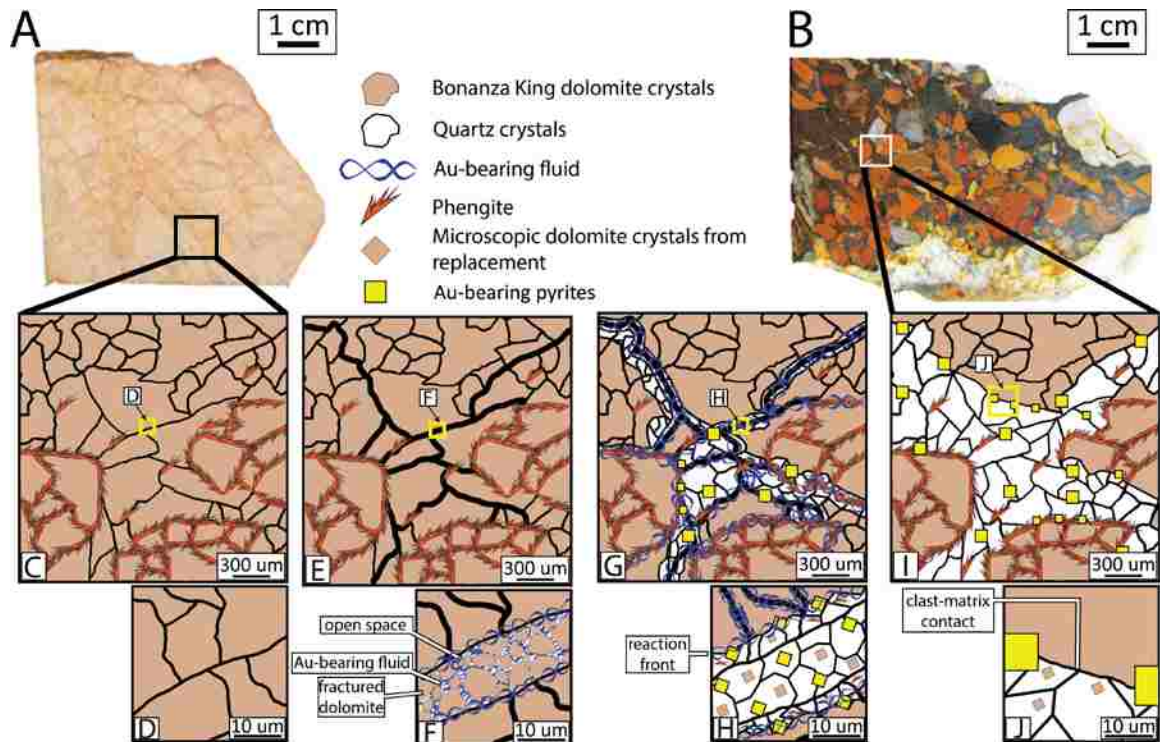 A
1 cm
B
1 cm
Bonanza King dolomite crystals
Quartz crystals
Au-bearing fluid
Phengite
Microscopic dolomite crystals from
replacement
Au-bearing pyrites
D
C
300 um
F
E
300 um
H
G
300 um
J
I
300 um
D
10 um
open space
Au-bearing fluid
fractured
dolomite
F
10 um
reaction
front
H
10 um
clast-matrix
contact
J
10 um